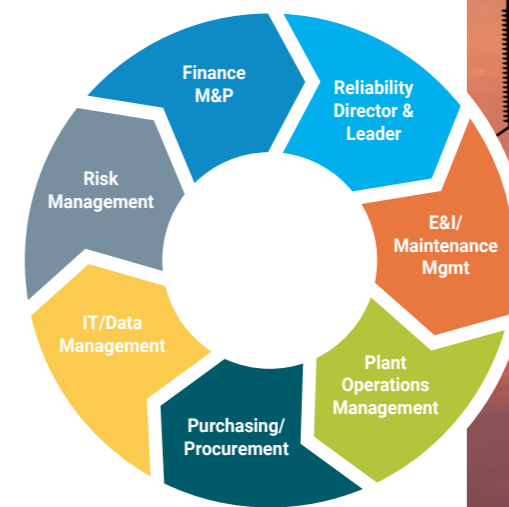 Finance
M&P
Reliability
Director &
Leader
E&I/
Maintenance
Mgmt
Plant
Operations
Management
Purchasing/
Procurement
IT/Data
Management
Risk
Management